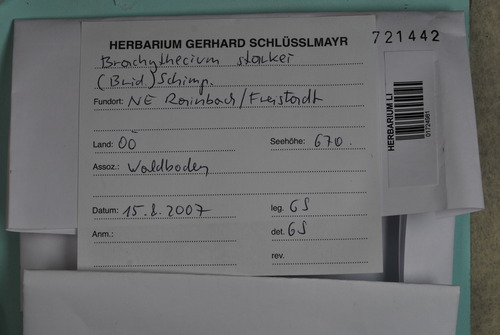 721442
HERBARIUM GERHARD SCHLÜSSLMAYR
Brachythecium starkei
(Brid) Schimp.
Fundort: NE Rainbach/Freistadt
Land: OÖ Seehöhe: 670.
Assoz.: Waldboden
Datum: 15.8.2007 leg. GS
Anm.: det. GS
rev.
HERBARIUM LI